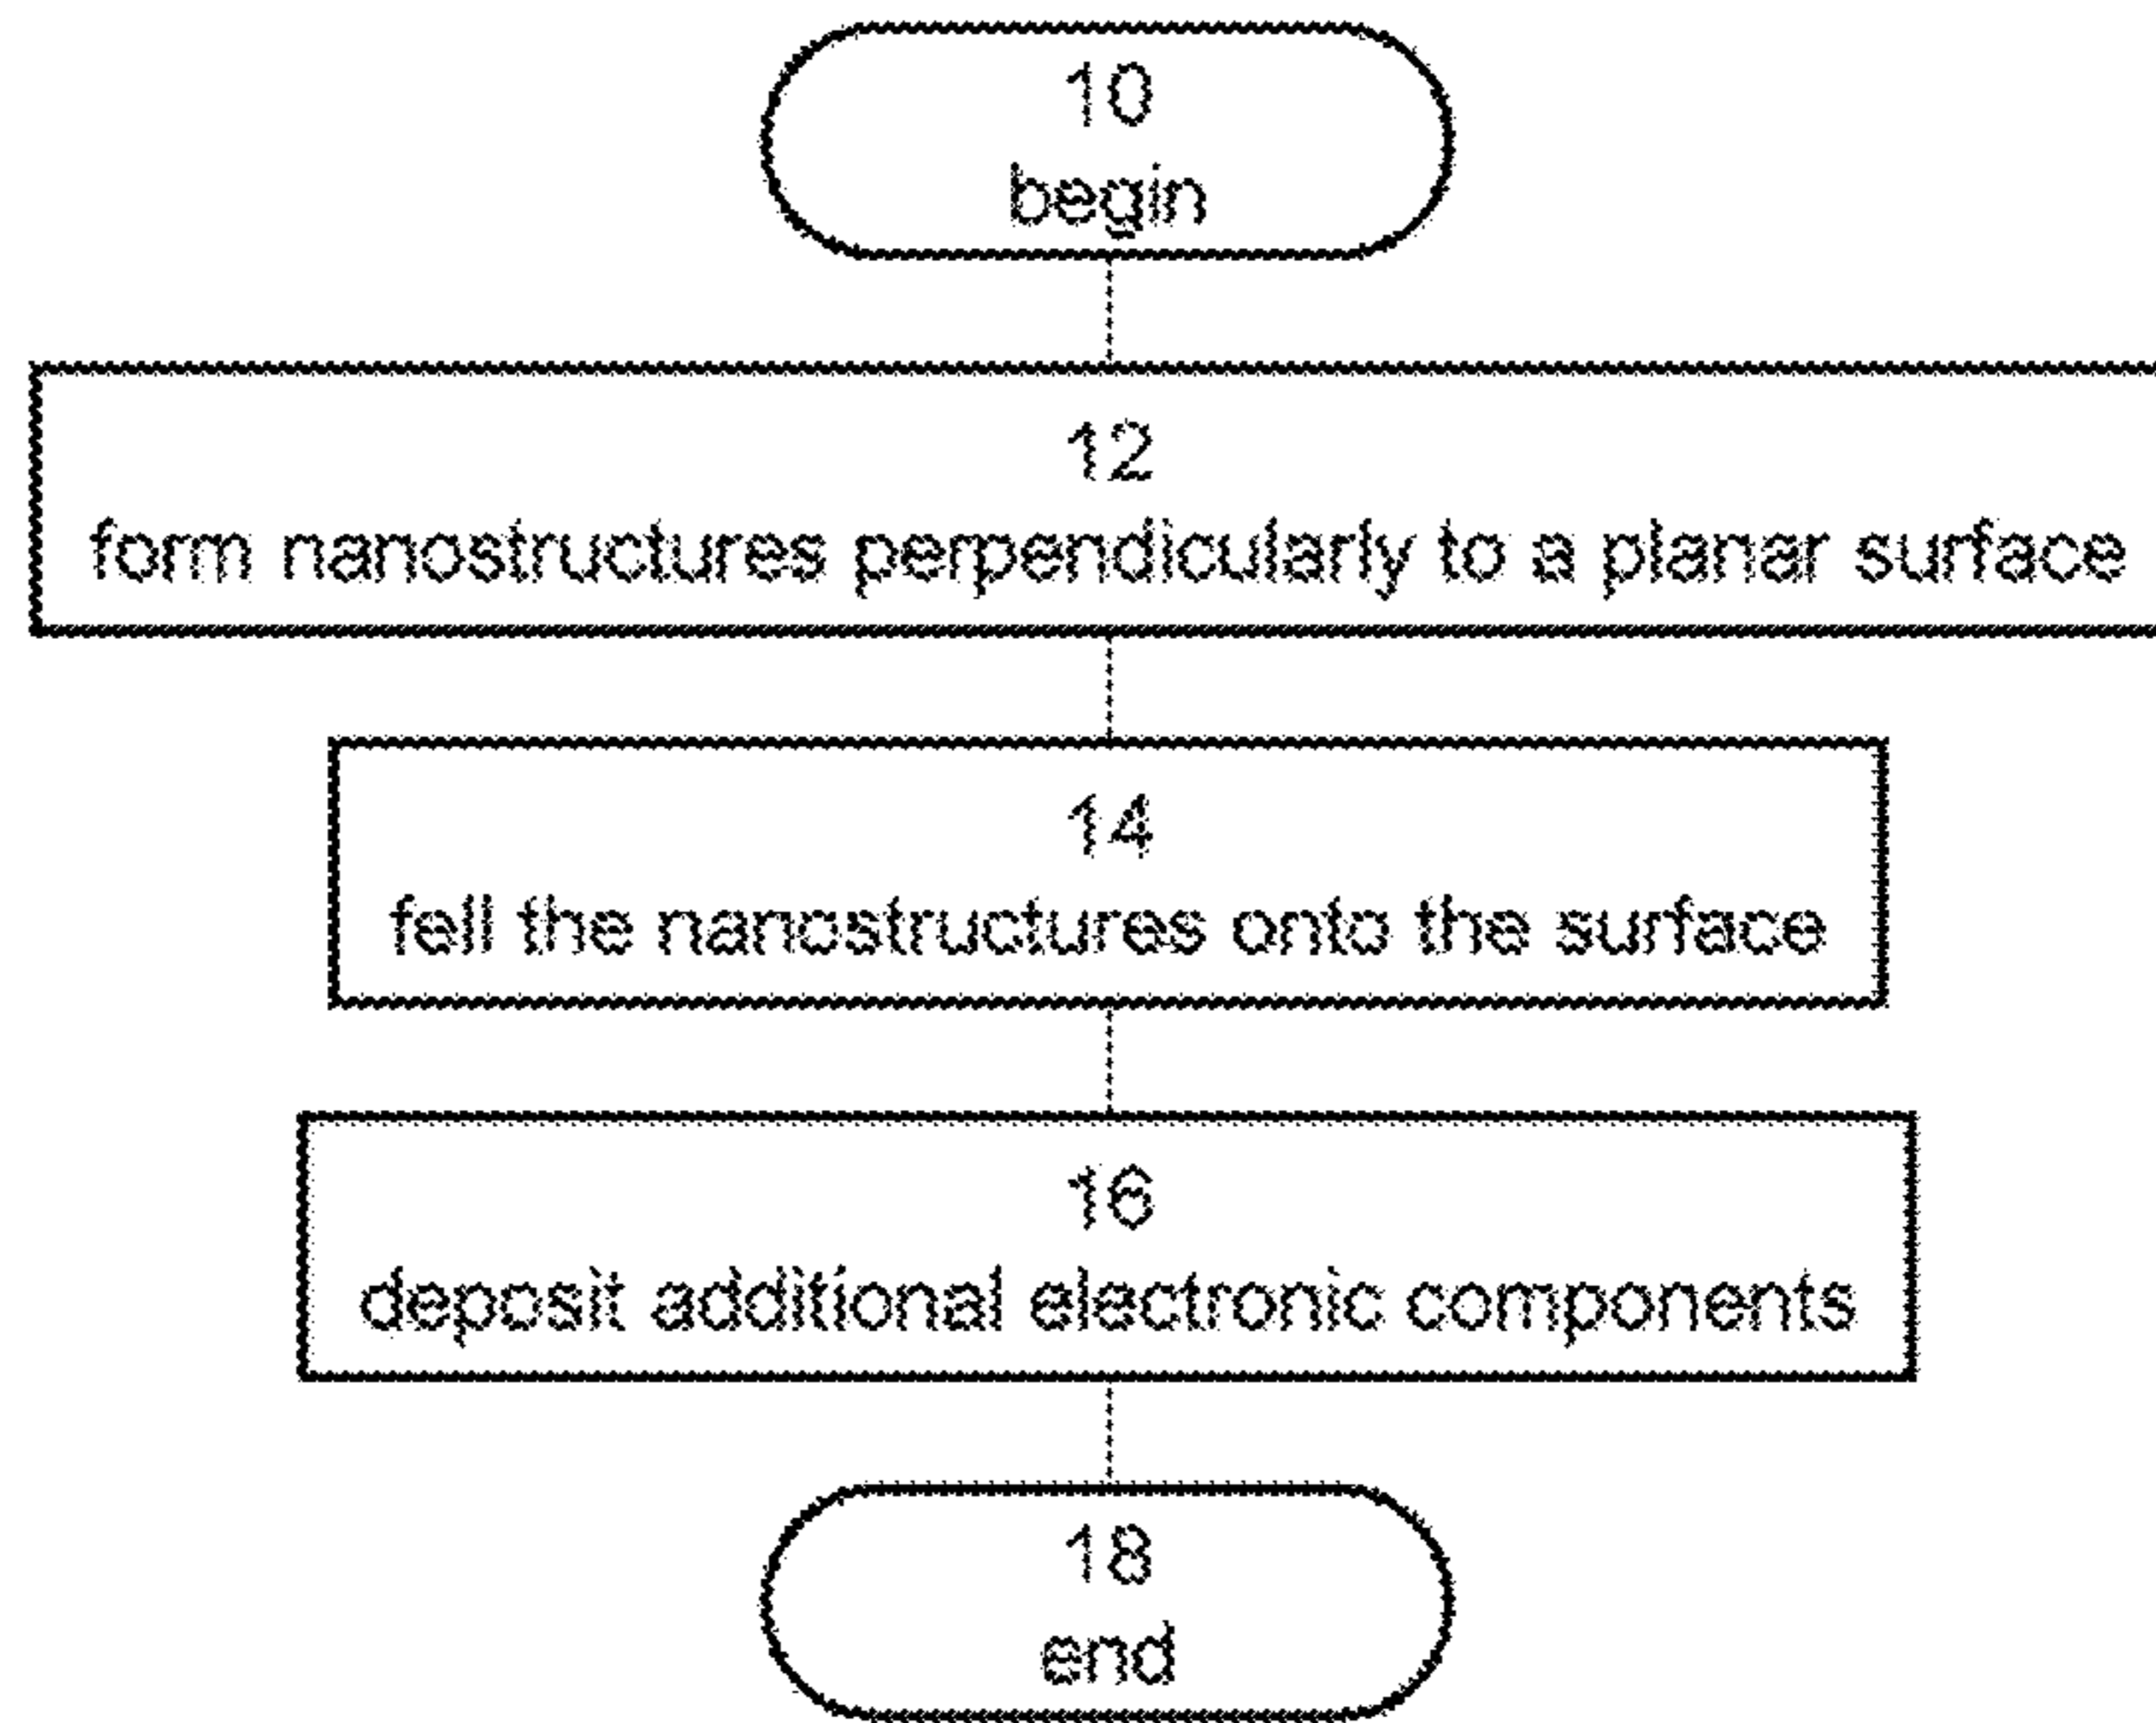 10
begin
12
form nanostructures perpendicularly to a planar surface
14
fell the nanostructures onto the surface
16
deposit additional electronic components
18
end